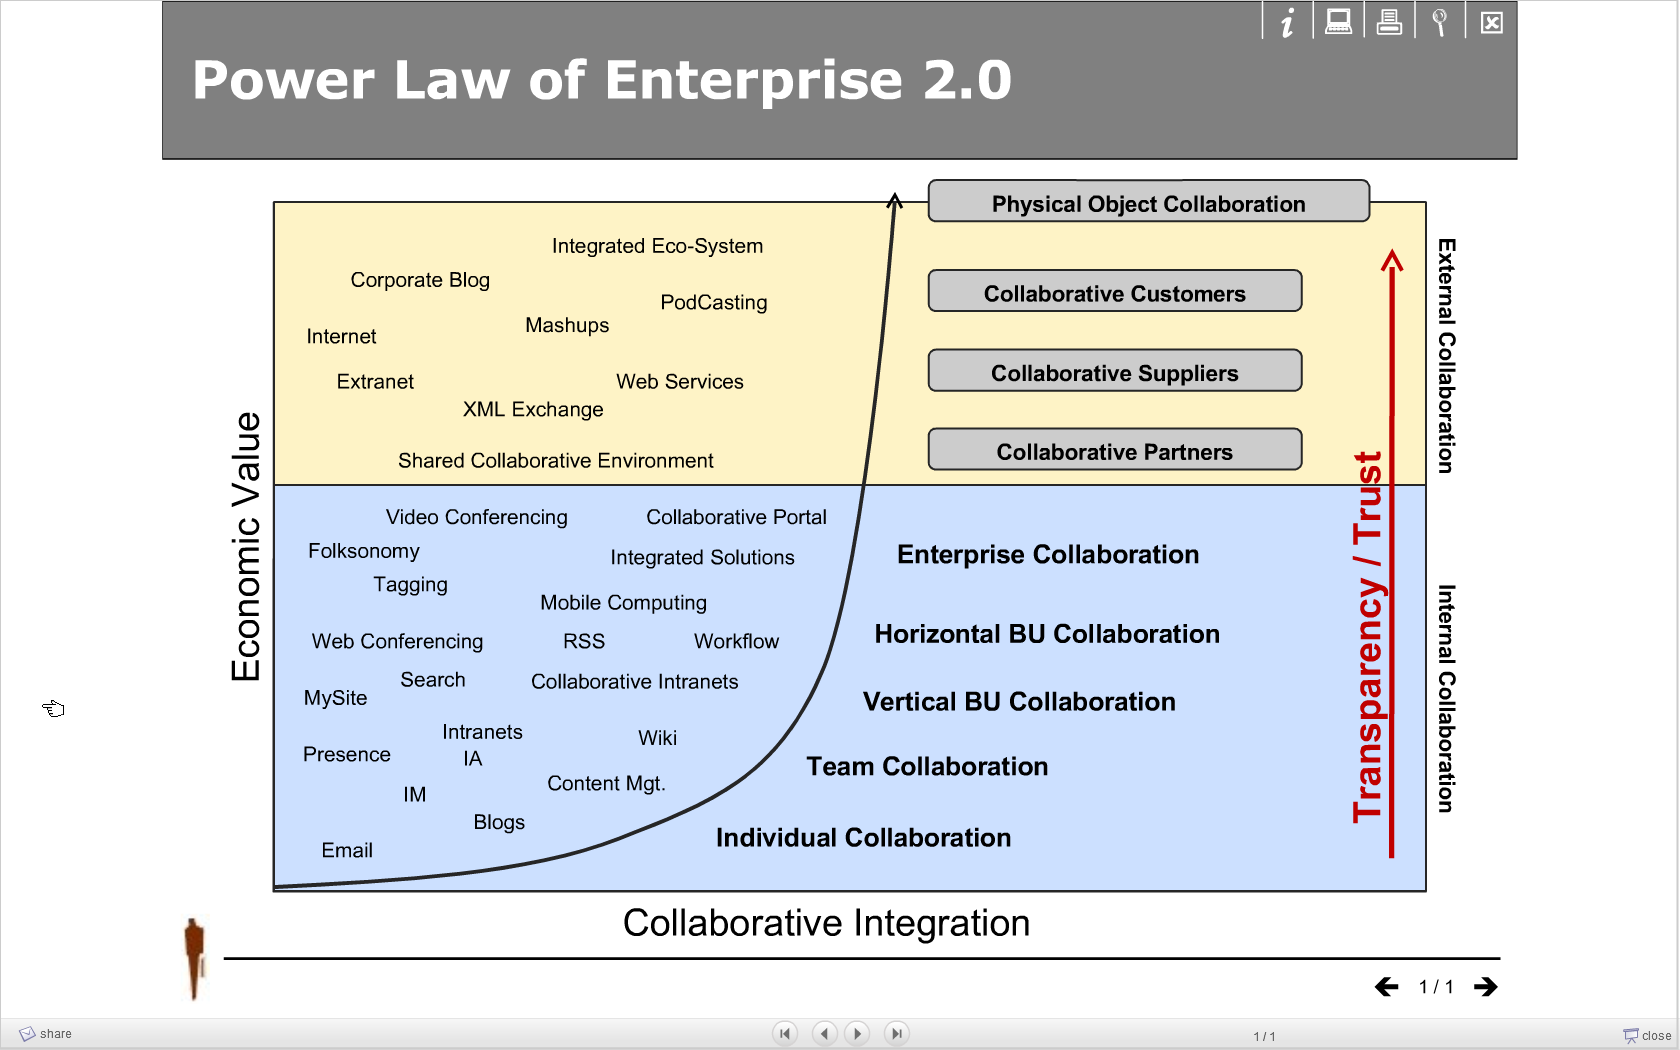 Power Law of Enterprise 2.0
Physical Object Collaboration
Integrated Eco-System
Corporate Blog
Collaborative Customers
PodCasting
Mashups
Internet
Extranet
Web Services
Collaborative Suppliers
XML Exchange
Shared Collaborative Environment
Collaborative Partners
External Collaboration
Economic Value
Video Conferencing
Collaborative Portal
Folksonomy
Integrated Solutions
Enterprise Collaboration
Tagging
Mobile Computing
Web Conferencing
RSS
Workflow
Horizontal BU Collaboration
Search
Collaborative Intranets
MySite
Vertical BU Collaboration
Intranets
Wiki
Presence
IA
Team Collaboration
Content Mgt.
IM
Blogs
Individual Collaboration
Email
Transparency / Trust
Internal Collaboration
Collaborative Integration
1 / 1
share
1 / 1
close